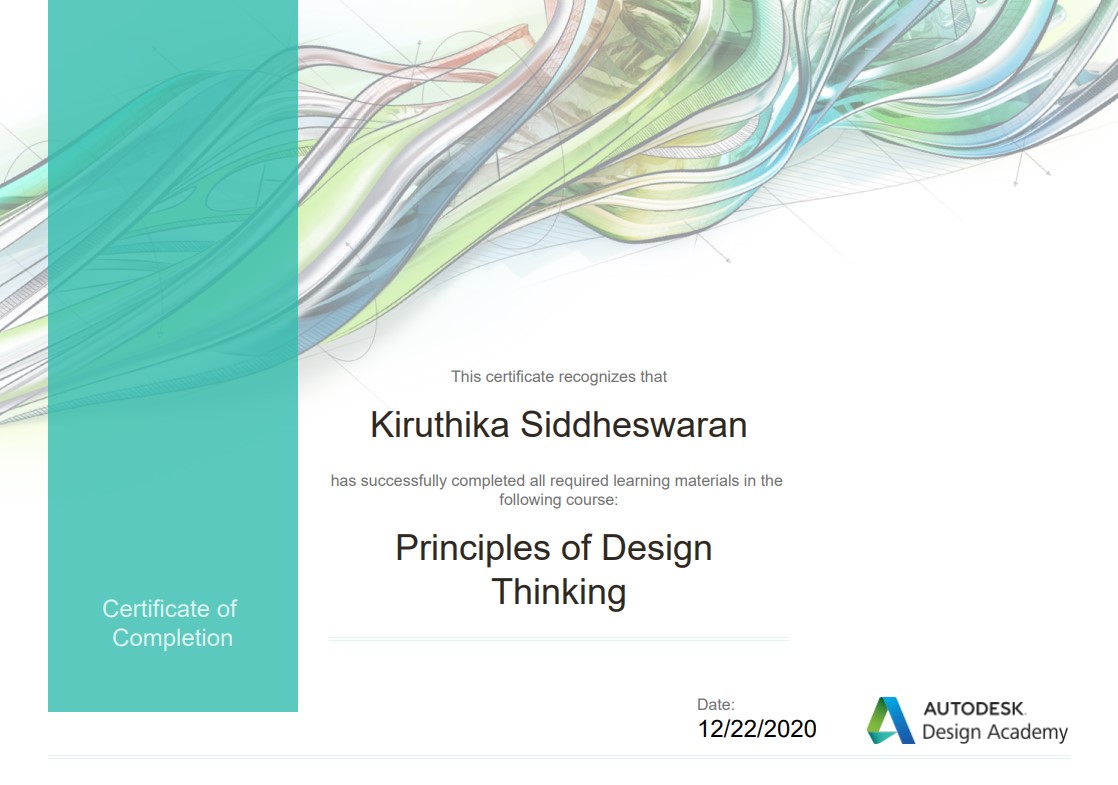 This certificate recognizes that
Kiruthika Siddheswaran
has successfully completed all required learning materials in the
following course:
Principles of Design
Thinking
Certificate of
Completion
Date:
12/22/2020
AUTODESK.
Design Academy